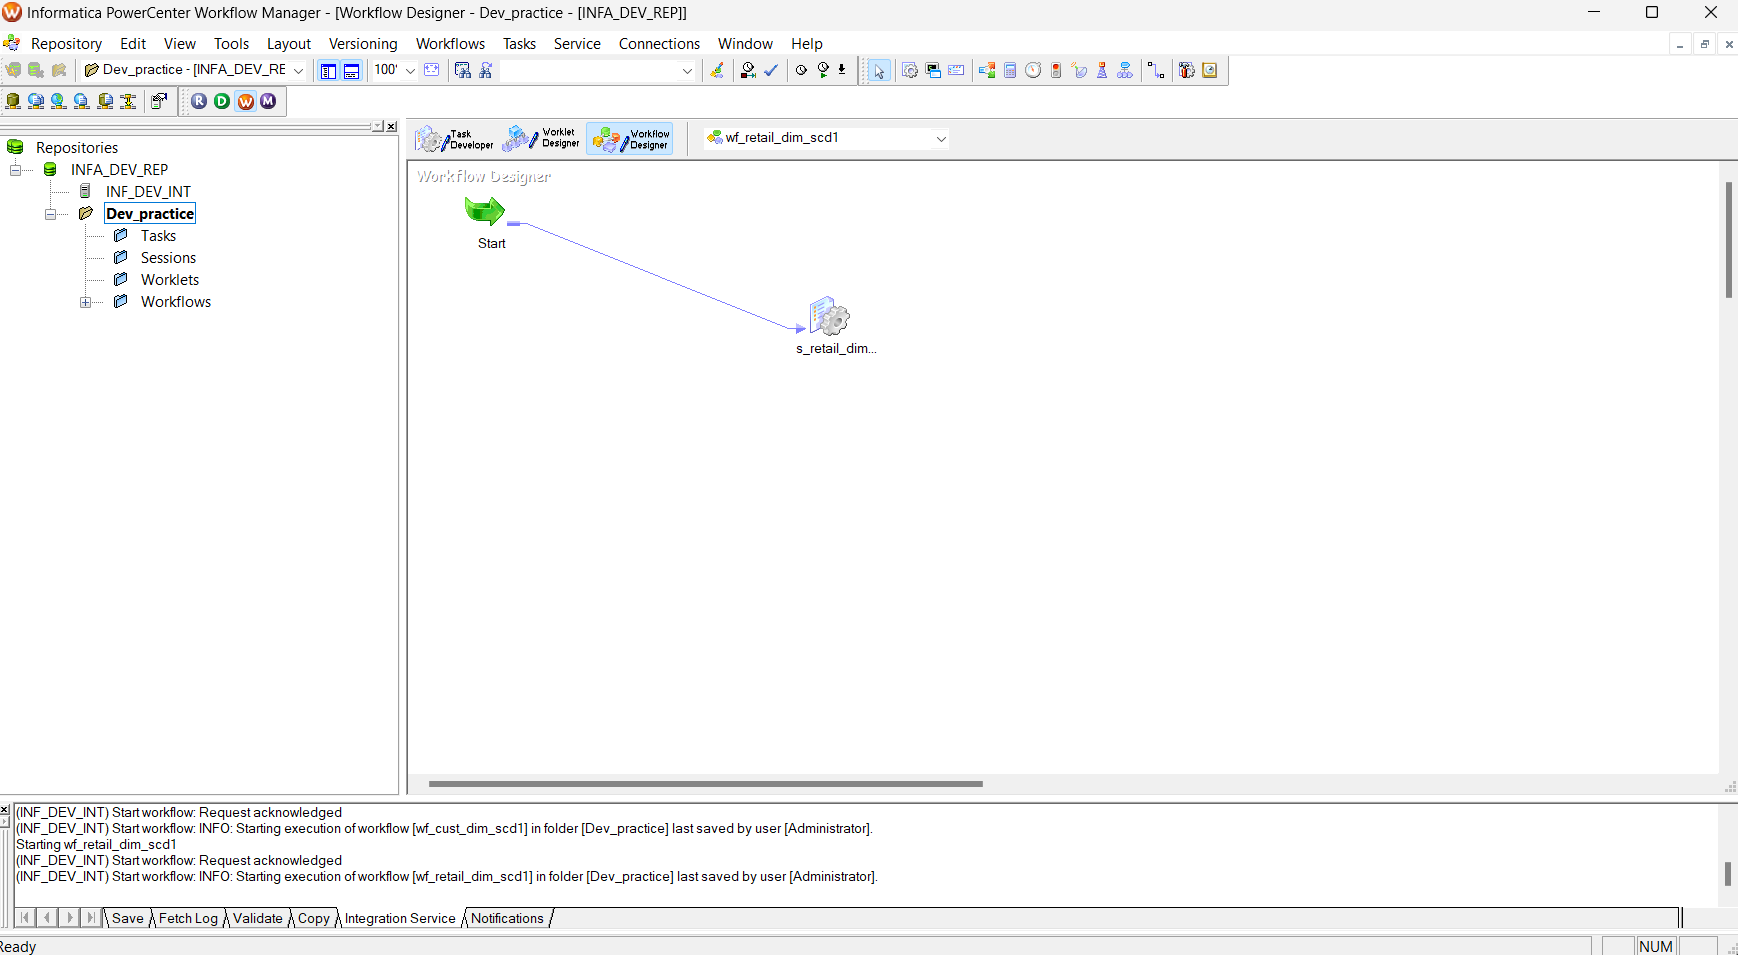 Informatica PowerCenter Workflow Manager - [Workflow Designer - Dev_practice - [INFA_DEV_REP]]
Repository Edit View Tools Layout Versioning Workflows Tasks Service Connections Window Help
Dev_practice - [INFA_DEV_RE 100'
R D W M
Repositories
INFA_DEV_REP
INF_DEV_INT
Dev_practice
Tasks
Sessions
Worklets
Workflows
Task Developer
Worklet Designer
Workflow Designer
wf_retail_dim_scd1
Workflow Designer
Start
s_retail_dim...
(INF_DEV_INT) Start workflow: Request acknowledged
(INF_DEV_INT) Start workflow: INFO: Starting execution of workflow [wf_cust_dim_scd1] in folder [Dev_practice] last saved by user [Administrator].
Starting wf_retail_dim_scd1
(INF_DEV_INT) Start workflow: Request acknowledged
(INF_DEV_INT) Start workflow: INFO: Starting execution of workflow [wf_retail_dim_scd1] in folder [Dev_practice] last saved by user [Administrator].
Save Fetch Log Validate Copy Integration Service Notifications
Ready NUM